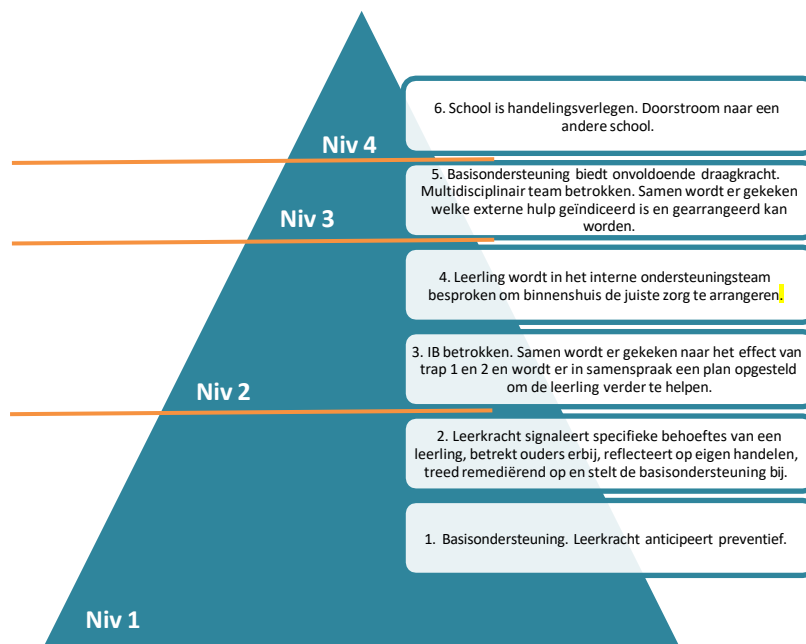 6. School is handelingsverlegen. Doorstroom naar een
andere school.
Niv 4
5. Basisondersteuning biedt onvoldoende draagkracht.
Multidisciplinair team betrokken. Samen wordt er gekeken
welke externe hulp geïndiceerd is en gearrangeerd kan
worden.
Niv 3
4. Leerling wordt in het interne ondersteuningsteam
besproken om binnenshuis de juiste zorg te arrangeren.
3. IB betrokken. Samen wordt er gekeken naar het effect van
trap 1 en 2 en wordt er in samenspraak een plan opgesteld
om de leerling verder te helpen.
Niv 2
2. Leerkracht signaleert specifieke behoeftes van een
leerling, betrekt ouders erbij, reflecteert op eigen handelen,
treed remediërend op en stelt de basisondersteuning bij.
1. Basisondersteuning. Leerkracht anticipeert preventief.
Niv 1